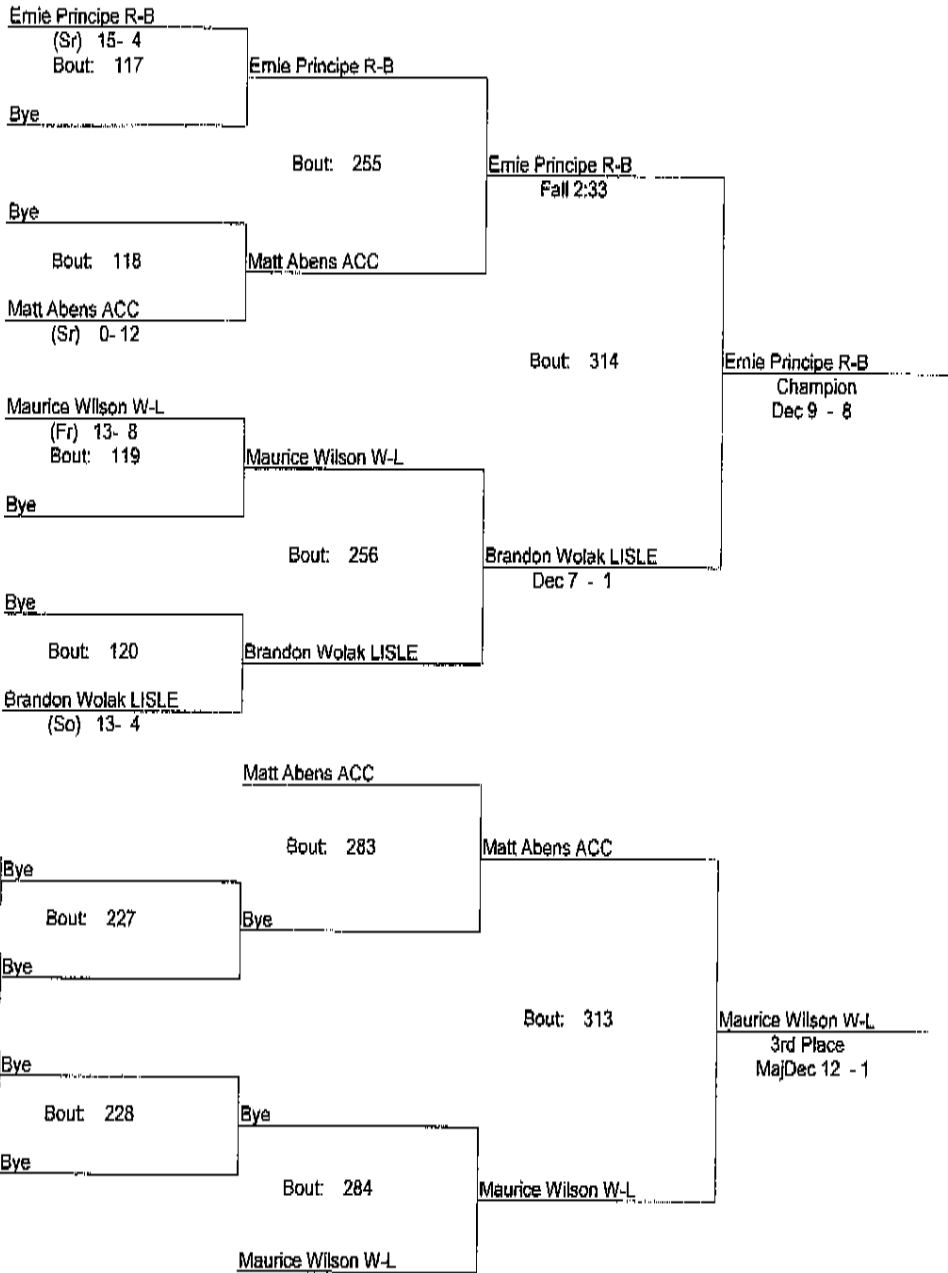 Ernie Principe R-B
(Sr) 15- 4
Bout: 117
Ernie Principe R-B
Bye
Bout: 255
Ernie Principe R-B
Fall 2:33
Bye
Bout: 118
Matt Abens ACC
Matt Abens ACC
(Sr) 0- 12
Bout: 314
Ernie Principe R-B
Champion
Dec 9 - 8
Maurice Wilson W-L
(Fr) 13- 8
Bout: 119
Maurice Wilson W-L
Bye
Bout: 256
Brandon Wolak LISLE
Dec 7 - 1
Bye
Bout: 120
Brandon Wolak LISLE
Brandon Wolak LISLE
(So) 13- 4
Matt Abens ACC
Bout: 283
Matt Abens ACC
Bye
Bout: 227
Bye
Bye
Bout: 313
Maurice Wilson W-L
3rd Place
MajDec 12 - 1
Bye
Bout: 228
Bye
Bye
Bout: 284
Maurice Wilson W-L
Maurice Wilson W-L